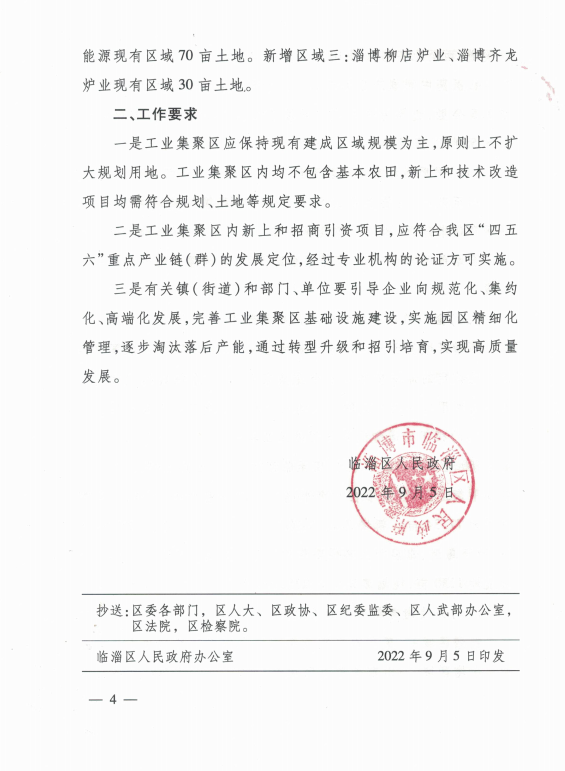 能源现有区域 70 亩土地。新增区域三:淄博柳店炉业、淄博齐龙
炉业现有区域 30 亩土地。
二、工作要求
一是工业集聚区应保持现有建成区域规模为主,原则上不扩
大规划用地。工业集聚区内均不包含基本农田,新上和技术改造
项目均需符合规划、土地等规定要求。
二是工业集聚区内新上和招商引资项目,应符合我区“四五
六”重点产业链(群)的发展定位,经过专业机构的论证方可实施。
三是有关镇(街道)和部门、单位要引导企业向规范化、集约
化、高端化发展,完善工业集聚区基础设施建设,实施园区精细化
管理,逐步淘汰落后产能,通过转型升级和招引培育,实现高质量
发展。
淄博市临淄区人民政府
临淄区人民政府
2022 年 9 月 5 日
抄送:区委各部门，区人大、区政协、区纪委监委、区人武部办公室，
区法院，区检察院。
临淄区人民政府办公室 2022 年 9 月 5 日印发
— 4 —